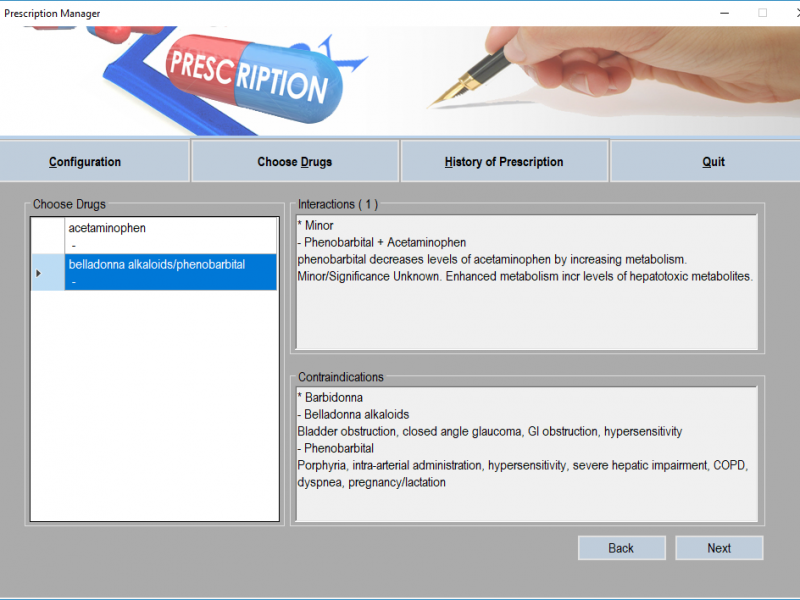 Prescription Manager
PRESCRIPTION
Configuration
Choose Drugs
History of Prescription
Quit
Choose Drugs
acetaminophen
-
belladonna alkaloids/phenobarbital
-
Interactions ( 1 )
* Minor
- Phenobarbital + Acetaminophen
phenobarbital decreases levels of acetaminophen by increasing metabolism.
Minor/Significance Unknown. Enhanced metabolism incr levels of hepatotoxic metabolites.
Contraindications
* Barbidonna
- Belladonna alkaloids
Bladder obstruction, closed angle glaucoma, GI obstruction, hypersensitivity
- Phenobarbital
Porphyria, intra-arterial administration, hypersensitivity, severe hepatic impairment, COPD,
dyspnea, pregnancy/lactation
Back
Next